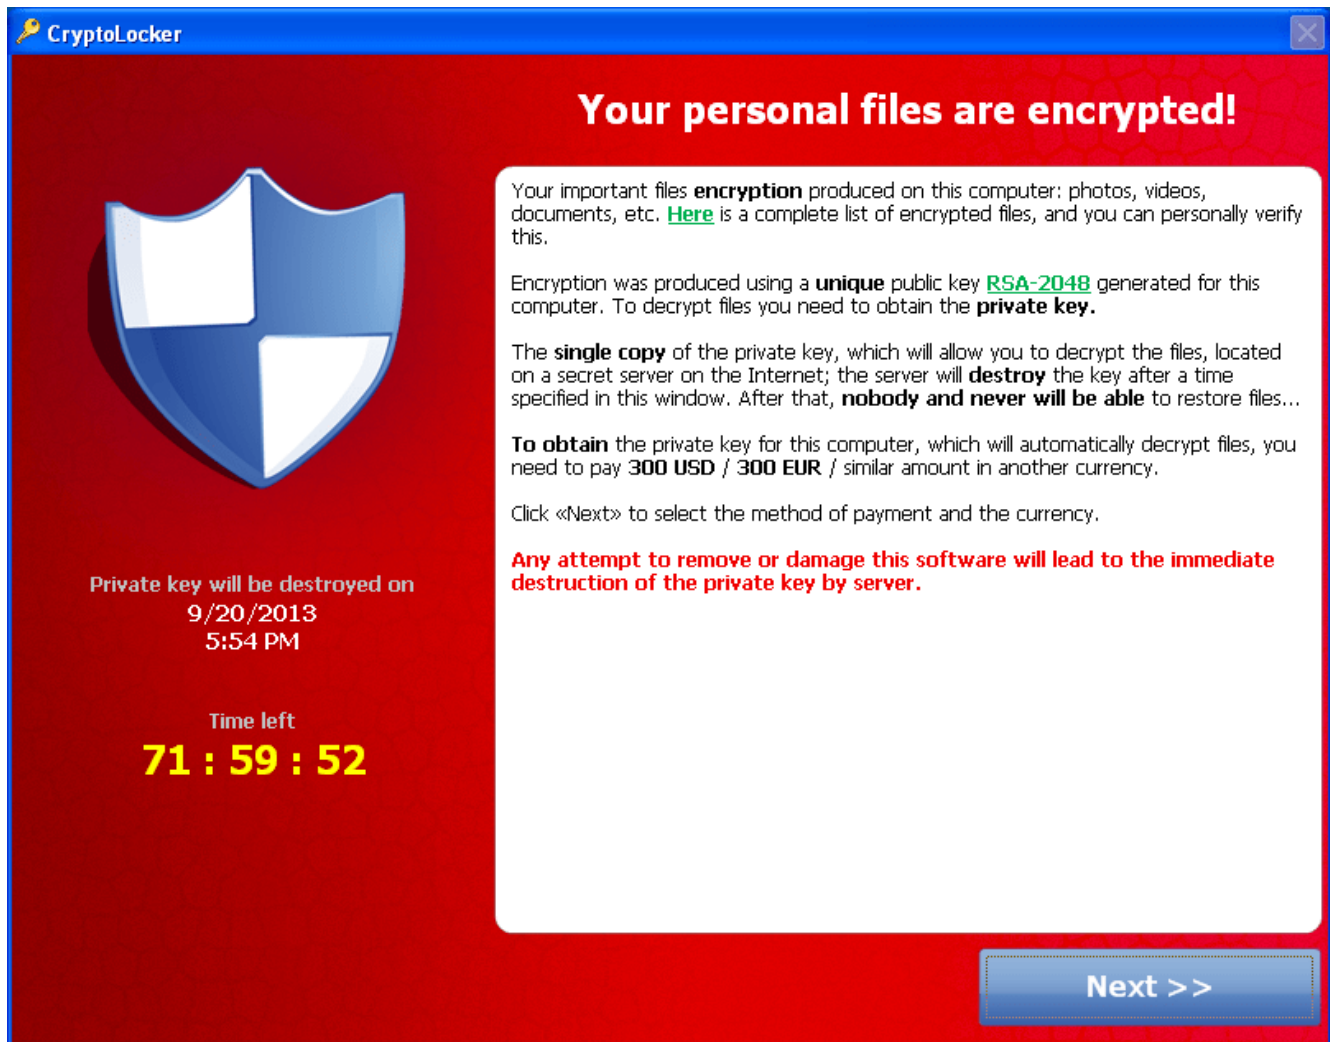 CryptoLocker
Your personal files are encrypted!
Your important files encryption produced on this computer: photos, videos,
documents, etc. Here is a complete list of encrypted files, and you can personally verify
this.
Encryption was produced using a unique public key RSA-2048 generated for this
computer. To decrypt files you need to obtain the private key.
The single copy of the private key, which will allow you to decrypt the files, located
on a secret server on the Internet; the server will destroy the key after a time
specified in this window. After that, nobody and never will be able to restore files...
To obtain the private key for this computer, which will automatically decrypt files, you
need to pay 300 USD / 300 EUR / similar amount in another currency.
Click «Next» to select the method of payment and the currency.
Any attempt to remove or damage this software will lead to the immediate
destruction of the private key by server.
Private key will be destroyed on
9/20/2013
5:54 PM
Time left
71 : 59 : 52
Next >>